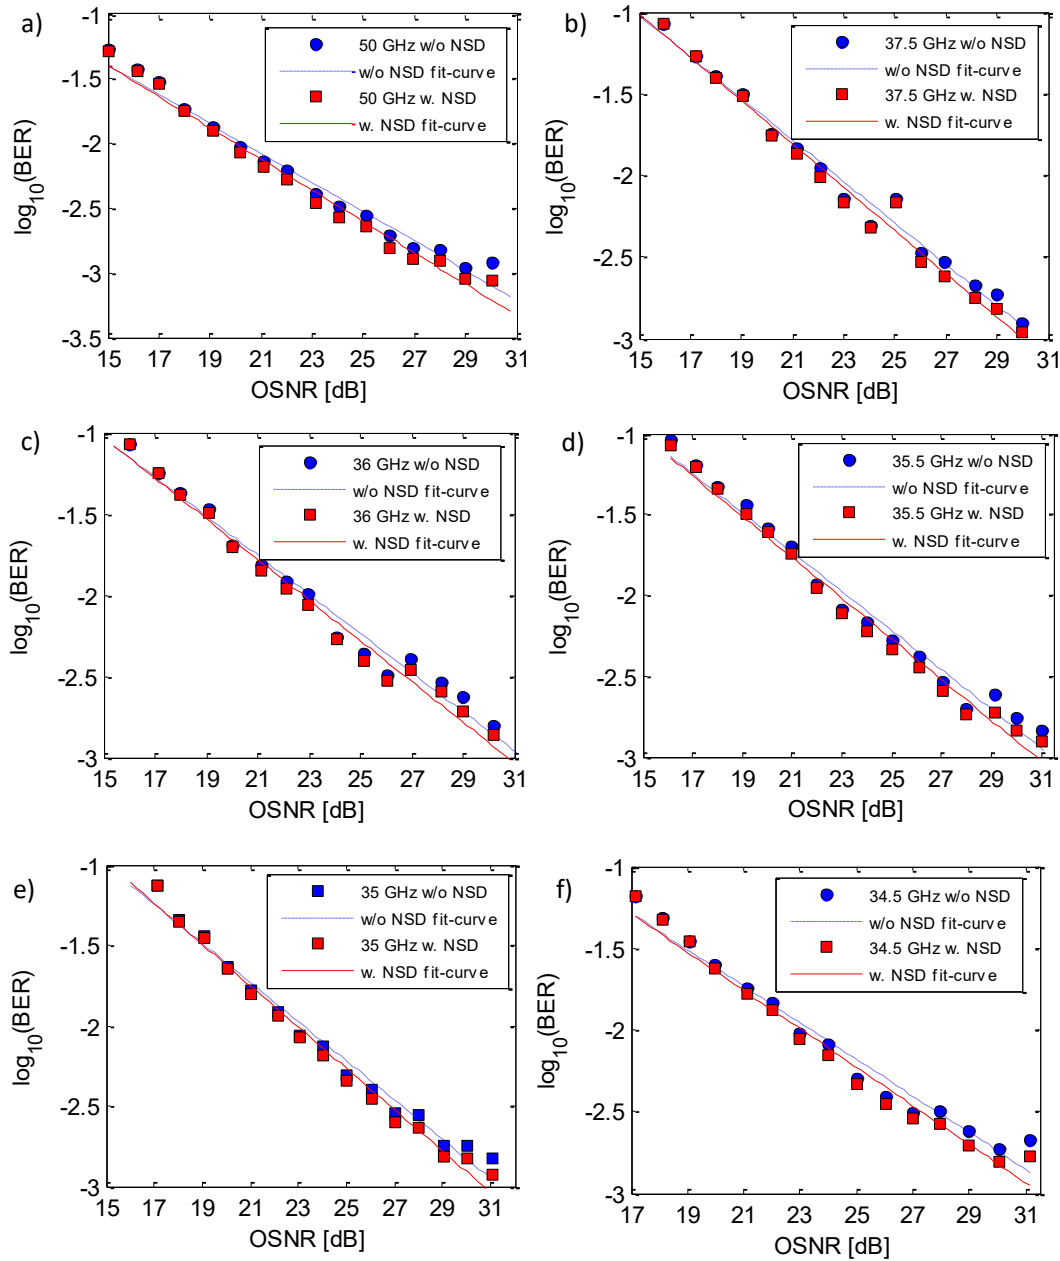 a)
-1
-1.5
-2
-2.5
-3
-3.5
log10(BER)
15 17 19 21 23 25 27 29 31
OSNR [dB]
50 GHz w/o NSD
w/o NSD fit-curve
50 GHz w. NSD
w. NSD fit-curve
b)
-1
-1.5
-2
-2.5
-3
log10(BER)
15 17 19 21 23 25 27 29 31
OSNR [dB]
37.5 GHz w/o NSD
w/o NSD fit-curve
37.5 GHz w. NSD
w. NSD fit-curve
c)
-1
-1.5
-2
-2.5
-3
log10(BER)
15 17 19 21 23 25 27 29 31
OSNR [dB]
36 GHz w/o NSD
w/o NSD fit-curve
36 GHz w. NSD
w. NSD fit-curve
d)
-1
-1.5
-2
-2.5
-3
log10(BER)
15 17 19 21 23 25 27 29 31
OSNR [dB]
35.5 GHz w/o NSD
w/o NSD fit-curve
35.5 GHz w. NSD
w. NSD fit-curve
e)
-1
-1.5
-2
-2.5
-3
log10(BER)
15 17 19 21 23 25 27 29 31
OSNR [dB]
35 GHz w/o NSD
w/o NSD fit-curve
35 GHz w. NSD
w. NSD fit-curve
f)
-1
-1.5
-2
-2.5
-3
log10(BER)
17 19 21 23 25 27 29 31
OSNR [dB]
34.5 GHz w/o NSD
w/o NSD fit-curve
34.5 GHz w. NSD
w. NSD fit-curve